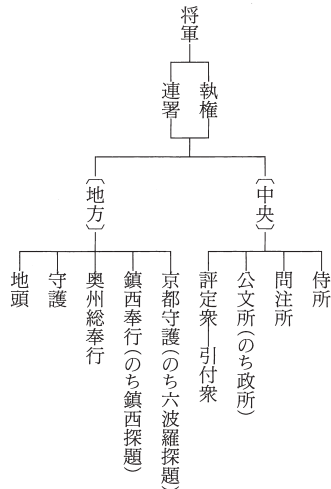 将軍
執権
連署
〔中央〕
〔地方〕
侍所
問注所
公文所(のち政所)
評定衆―引付衆
京都守護(のち六波羅探題)
鎮西奉行(のち鎮西探題)
奥州総奉行
守護
地頭